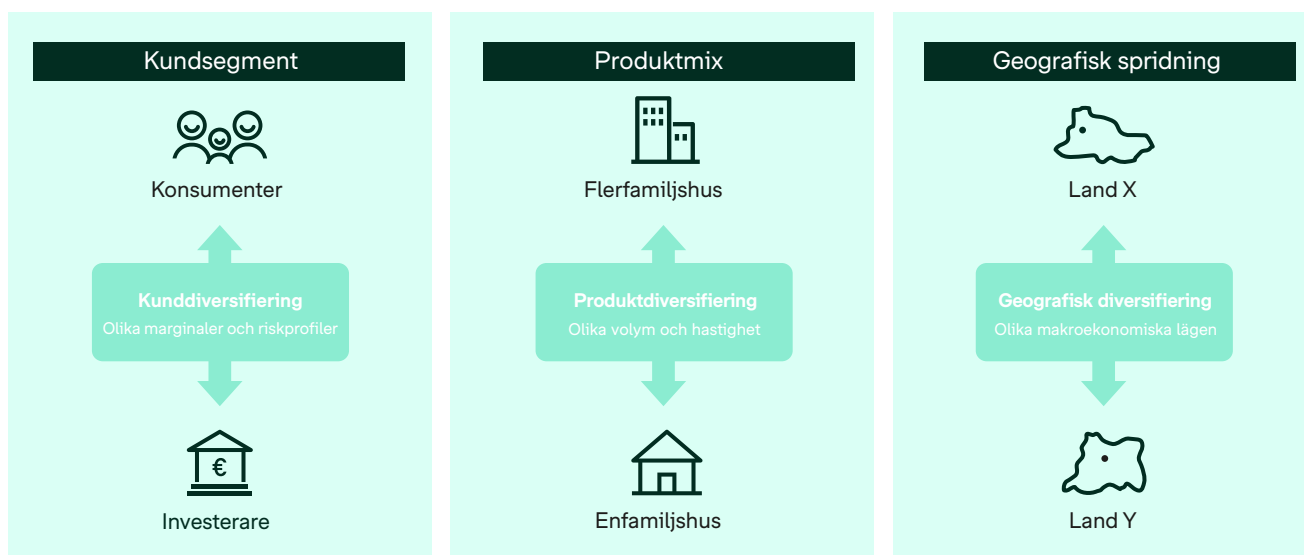 Kundsegment
Konsumenter
Kunddiversifiering
Olika marginaler och riskprofiler
€
Investerare
Produktmix
Flerfamiljshus
Produktdiversifiering
Olika volym och hastighet
Enfamiljshus
Geografisk spridning
Land X
Geografisk diversifiering
Olika makroekonomiska lägen
Land Y